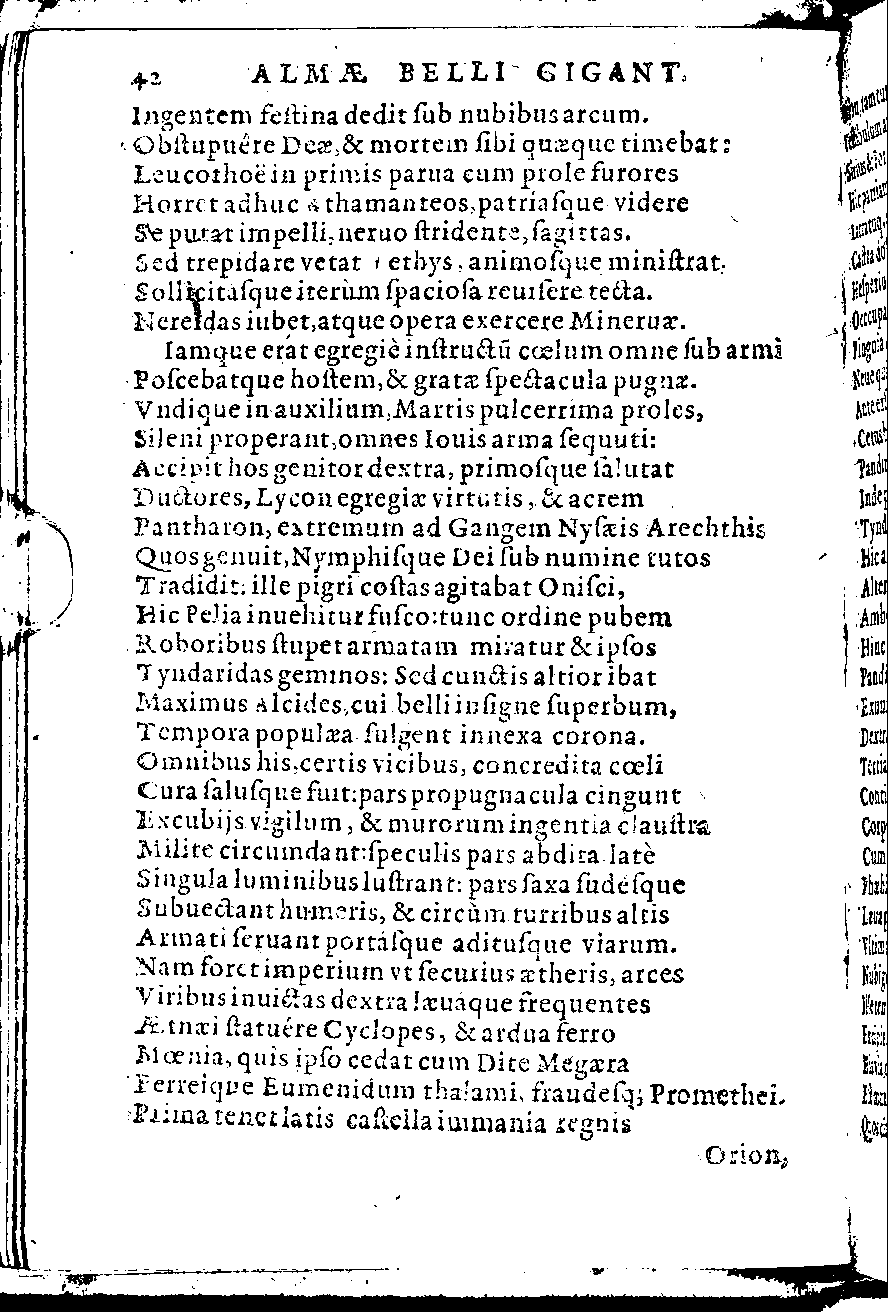 42 ALMÆ BELLI GIGANT.
Ingentem feſtina dedit ſub nubibus arcum.
Obſtupuêre Deæ, & mortem ſibi quæque timebat:
Leucothoë in primis parua cum prole furores
Horret adhuc Athamanteos, patriaſque videre
Se putat impelli, neruo ſtridente, ſagittas.
Sed trepidare vetat Tethys, animoſque miniſtrat.
Sollicitaſque iterùm ſpacioſa reuiſere tecta.
Nereidas iubet, atque opera exercere Mineruæ.
Iamque erat egregiè inſtructũ cœlum omne ſub armi
Poſcebatque hoſtem, & gratæ ſpectacula pugnæ.
Vndique in auxilium, Martis pulcerrima proles,
Sileni properant, omnes Iouis arma ſequuti:
Accipit hos genitor dextra, primoſque ſalutat
Ductores, Lycon egregiæ virtutis, & acrem
Pantharon, extremum ad Gangem Nyſæis Arechthis
Quos genuit, Nymphiſque Dei ſub numine tutos
Tradidit: ille pigri coſtas agitabat Oniſci,
Hic Pelia inuehitur fuſco: tunc ordine pubem
Roboribus ſtupet armatam miratur & ipſos
Tyndaridas geminos: Sed cunctis altior ibat
Maximus Alcides, cui belli inſigne ſuperbum,
Tempora populæa fulgent innexa corona.
Omnibus his, certis vicibus, concredita cœli
Cura ſaluſque fuit: pars propugnacula cingunt
Excubijs vigilum, & murorum ingentia clauſtra
Milite circumdant: ſpeculis pars abdita latè
Singula luminibus luſtrant: pars ſaxa ſudéſque
Subuectant humeris, & circùm turribus altis
Armati ſeruant portáſque adituſque viarum.
Nam foret imperium vt ſecurius ætheris, arces
Viribus inuictas dextra læuáque frequentes
Ætnæi ſtatuére Cyclopes, & ardua ferro
Mœnia, quis ipſo cedat cum Dite Megæra
Ferreique Eumenidum thalami, fraudeſq; Promethei.
Prima tenet latis caſtella immania regnis
Orion,